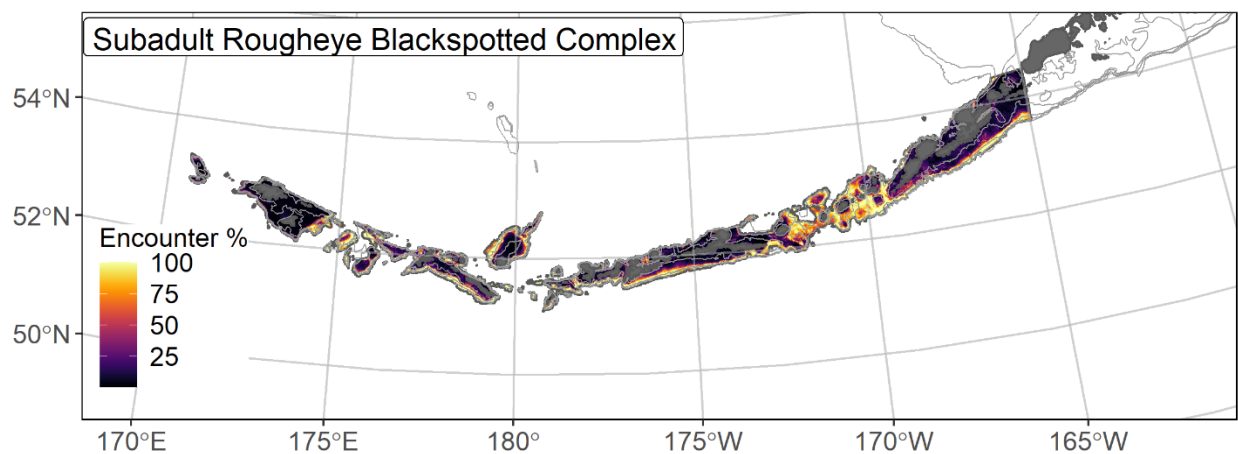 Subadult Rougheye Blackspotted Complex
54°N
52°N
50°N
Encounter %
100
75
50
25
170°E
175°E
180°
175°W
170°W
165°W